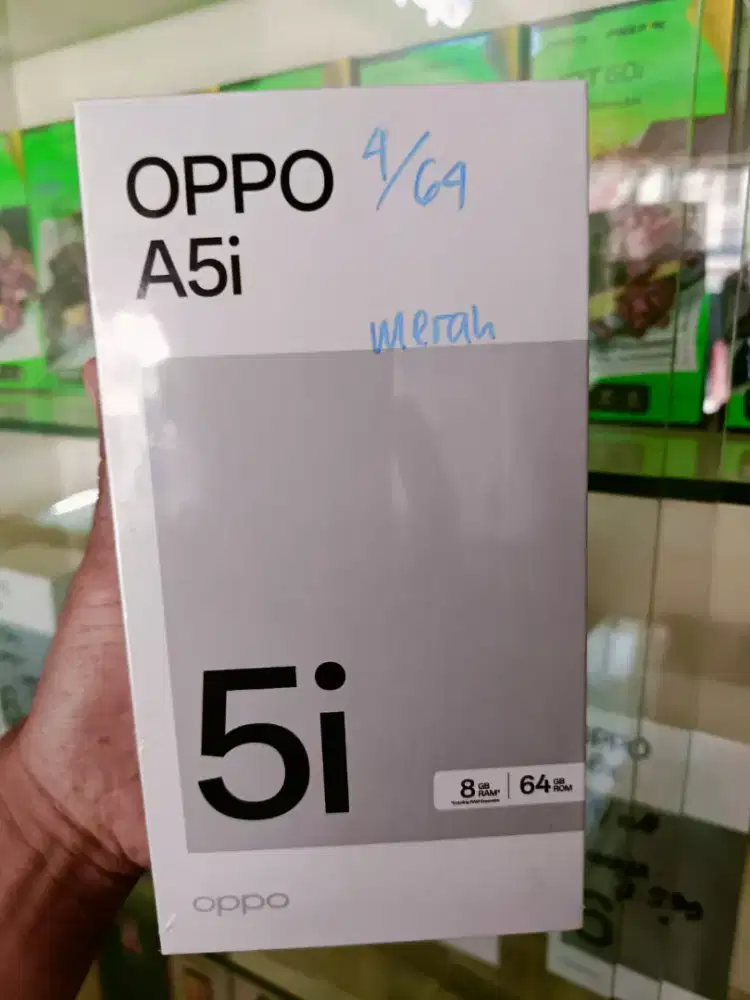 OPPO 4/64
A5i
merah
5i
8 GB RAM* | 64 GB ROM
oppo